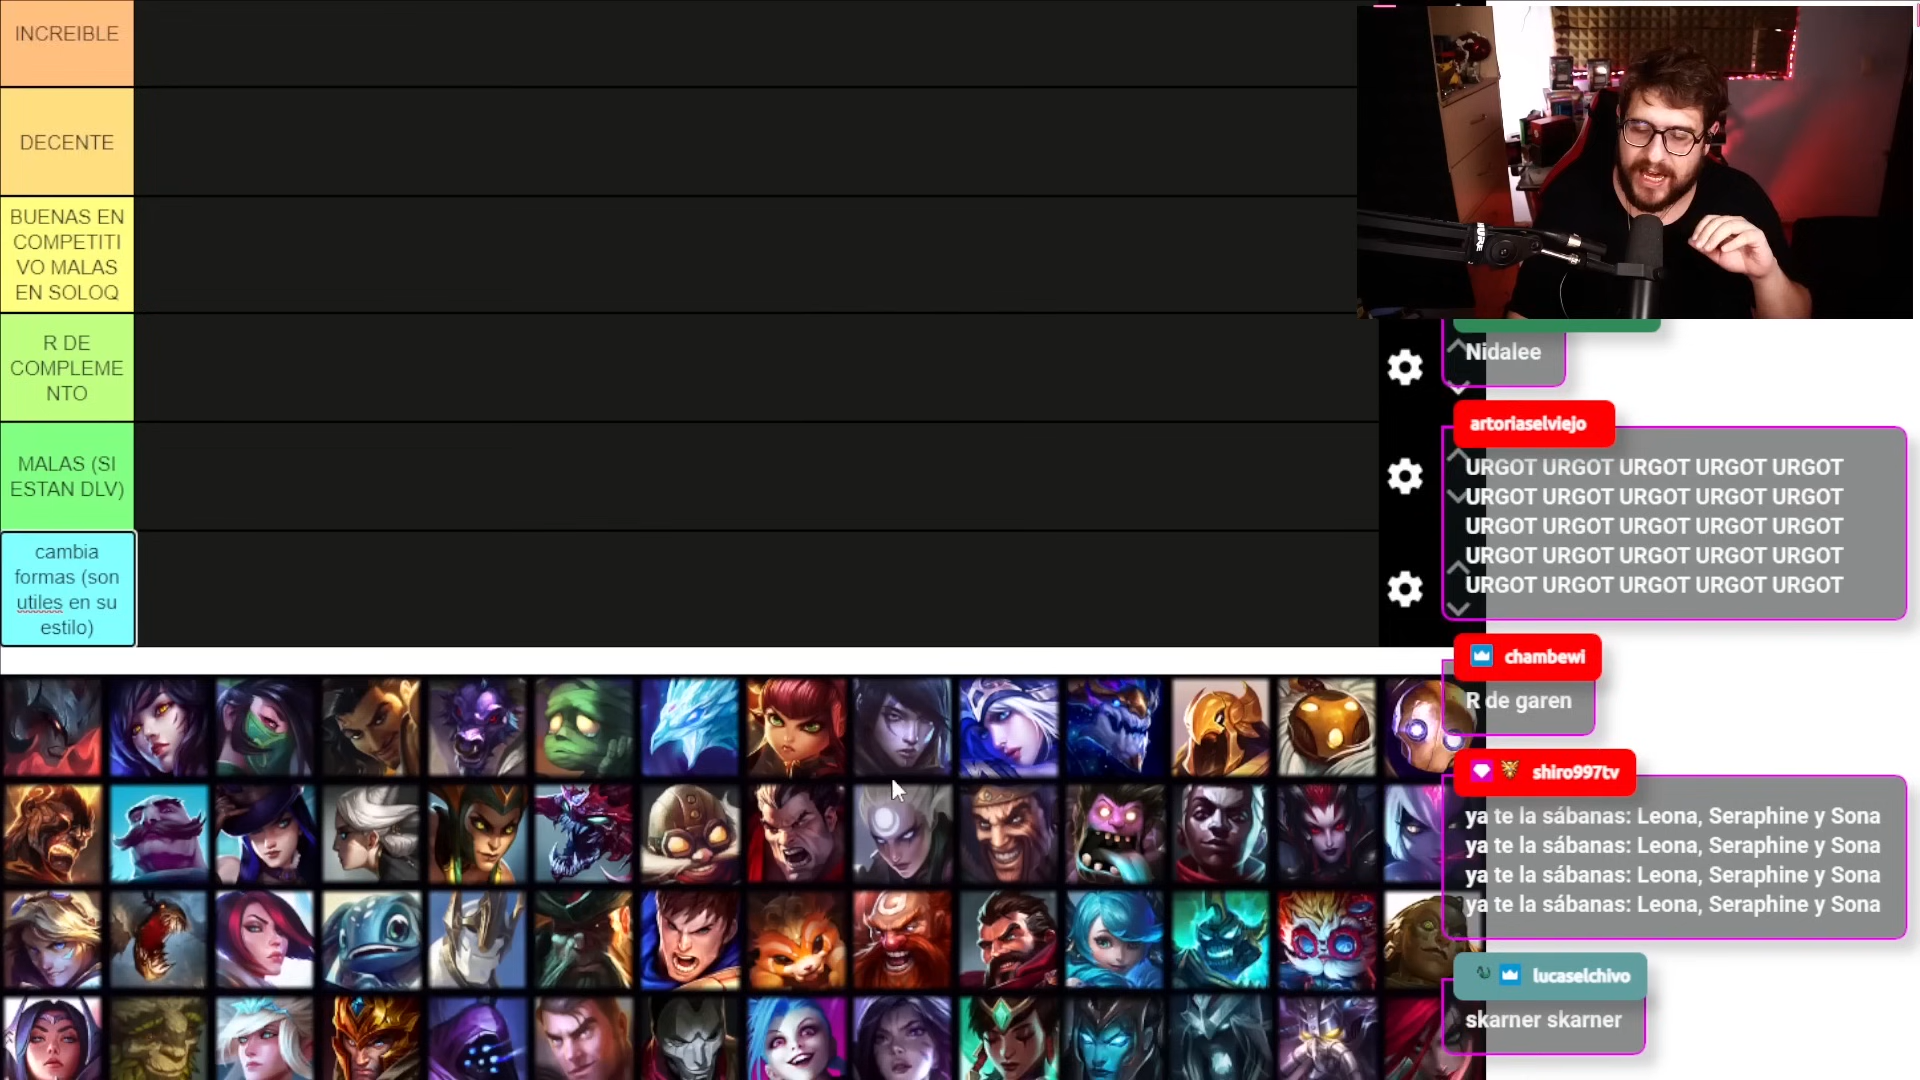 INCREIBLE
DECENTE
BUENAS EN
COMPETITI
VO MALAS
EN SOLOQ
R DE
COMPLEME
NTO
MALAS (SI
ESTAN DLV)
cambia
formas (son
utiles en su
estilo)
Nidalee
artoriaselviejo
URGOT URGOT URGOT URGOT URGOT
URGOT URGOT URGOT URGOT URGOT
URGOT URGOT URGOT URGOT URGOT
URGOT URGOT URGOT URGOT URGOT
URGOT URGOT URGOT URGOT URGOT
chambewi
R de garen
shiro997tv
ya te la sábanas: Leona, Seraphine y Sona
ya te la sábanas: Leona, Seraphine y Sona
ya te la sábanas: Leona, Seraphine y Sona
ya te la sábanas: Leona, Seraphine y Sona
lucaselchivo
skarner skarner